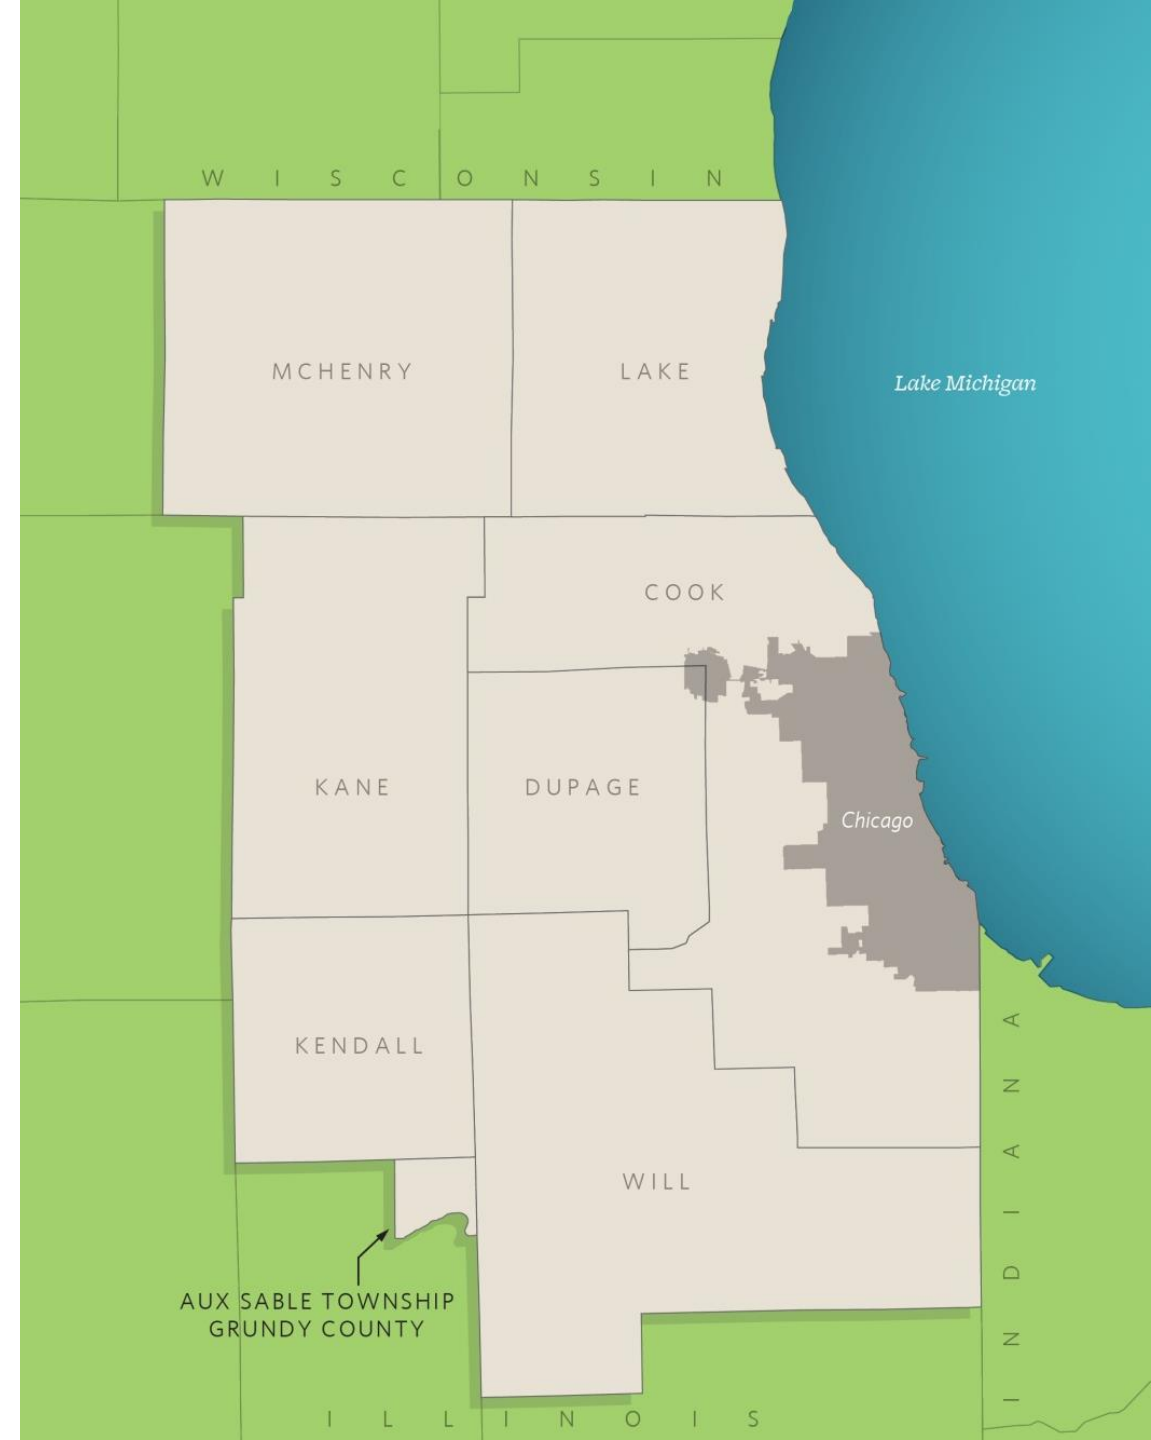 WISCONSIN
MCHENRY
LAKE
Lake Michigan
COOK
KANE
DUPAGE
Chicago
KENDALL
INDIANA
WILL
AUX SABLE TOWNSHIP
GRUNDY COUNTY
ILLINOIS